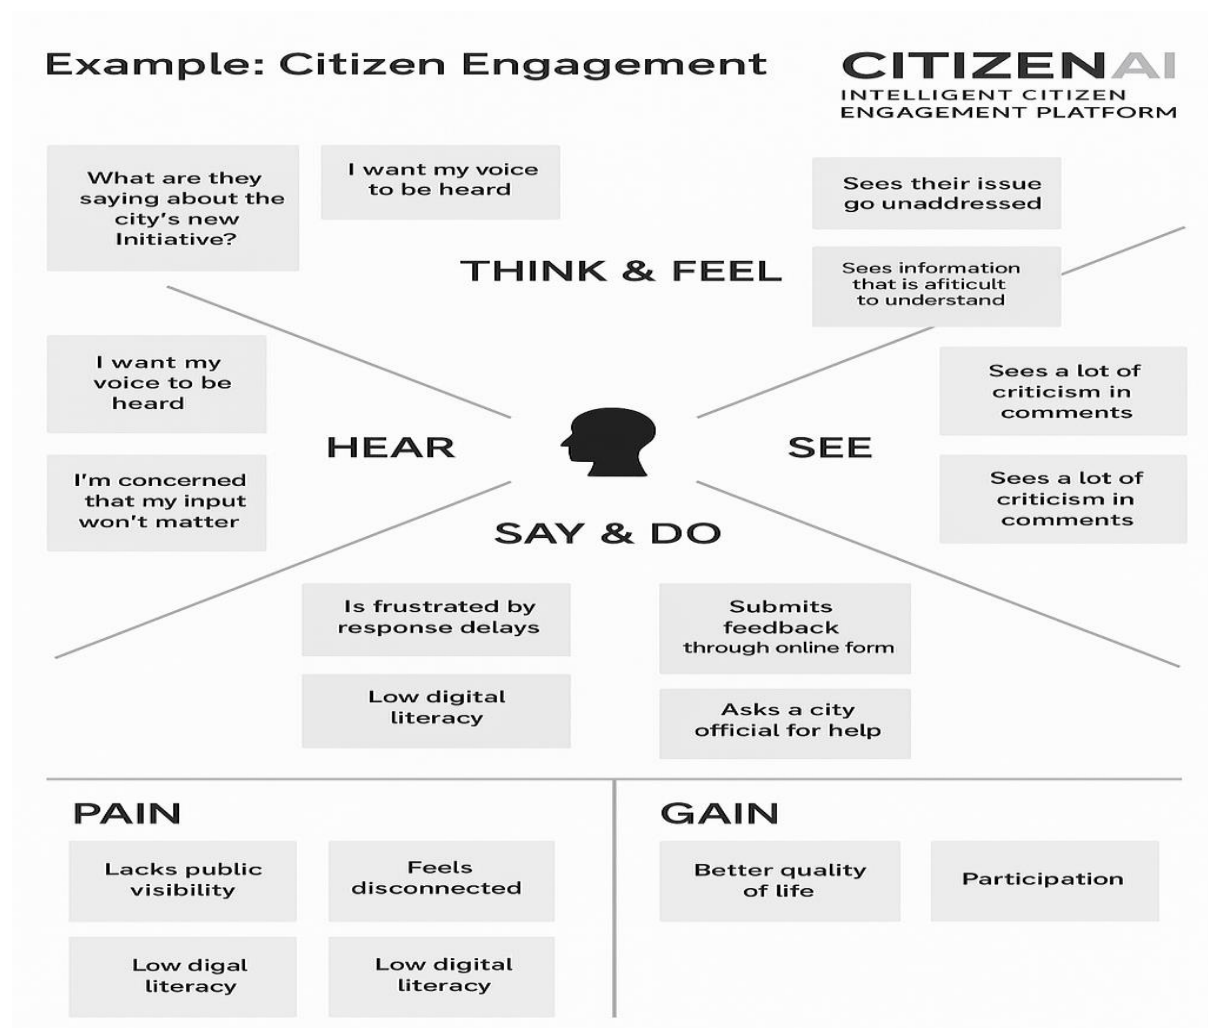 Example: Citizen Engagement
CITIZENAI
INTELLIGENT CITIZEN
ENGAGEMENT PLATFORM
What are they
saying about the
city's new
Initiative?
I want my voice
to be heard
THINK & FEEL
Sees their issue
go unaddressed
Sees information
that is afiticult
to understand
I want my
voice to be
heard
I'm concerned
that my input
won't matter
HEAR
SEE
Sees a lot of
criticism in
comments
Sees a lot of
criticism in
comments
SAY & DO
Is frustrated by
response delays
Low digital
literacy
Submits
feedback
through online form
Asks a city
official for help
PAIN
Lacks public
visibility
Feels
disconnected
Low digal
literacy
Low digital
literacy
GAIN
Better quality
of life
Participation